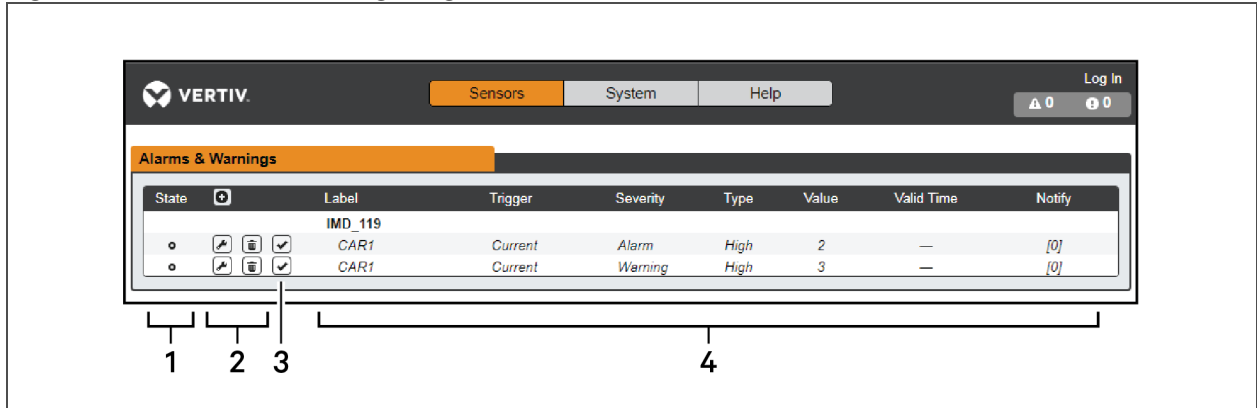 Log In
VERTIV.
Sensors System Help
0 0
Alarms & Warnings
State Label Trigger Severity Type Value Valid Time Notify
IMD_119
CAR1 Current Alarm High 2 — [0]
CAR1 Current Warning High 3 — [0]
1 2 3 4